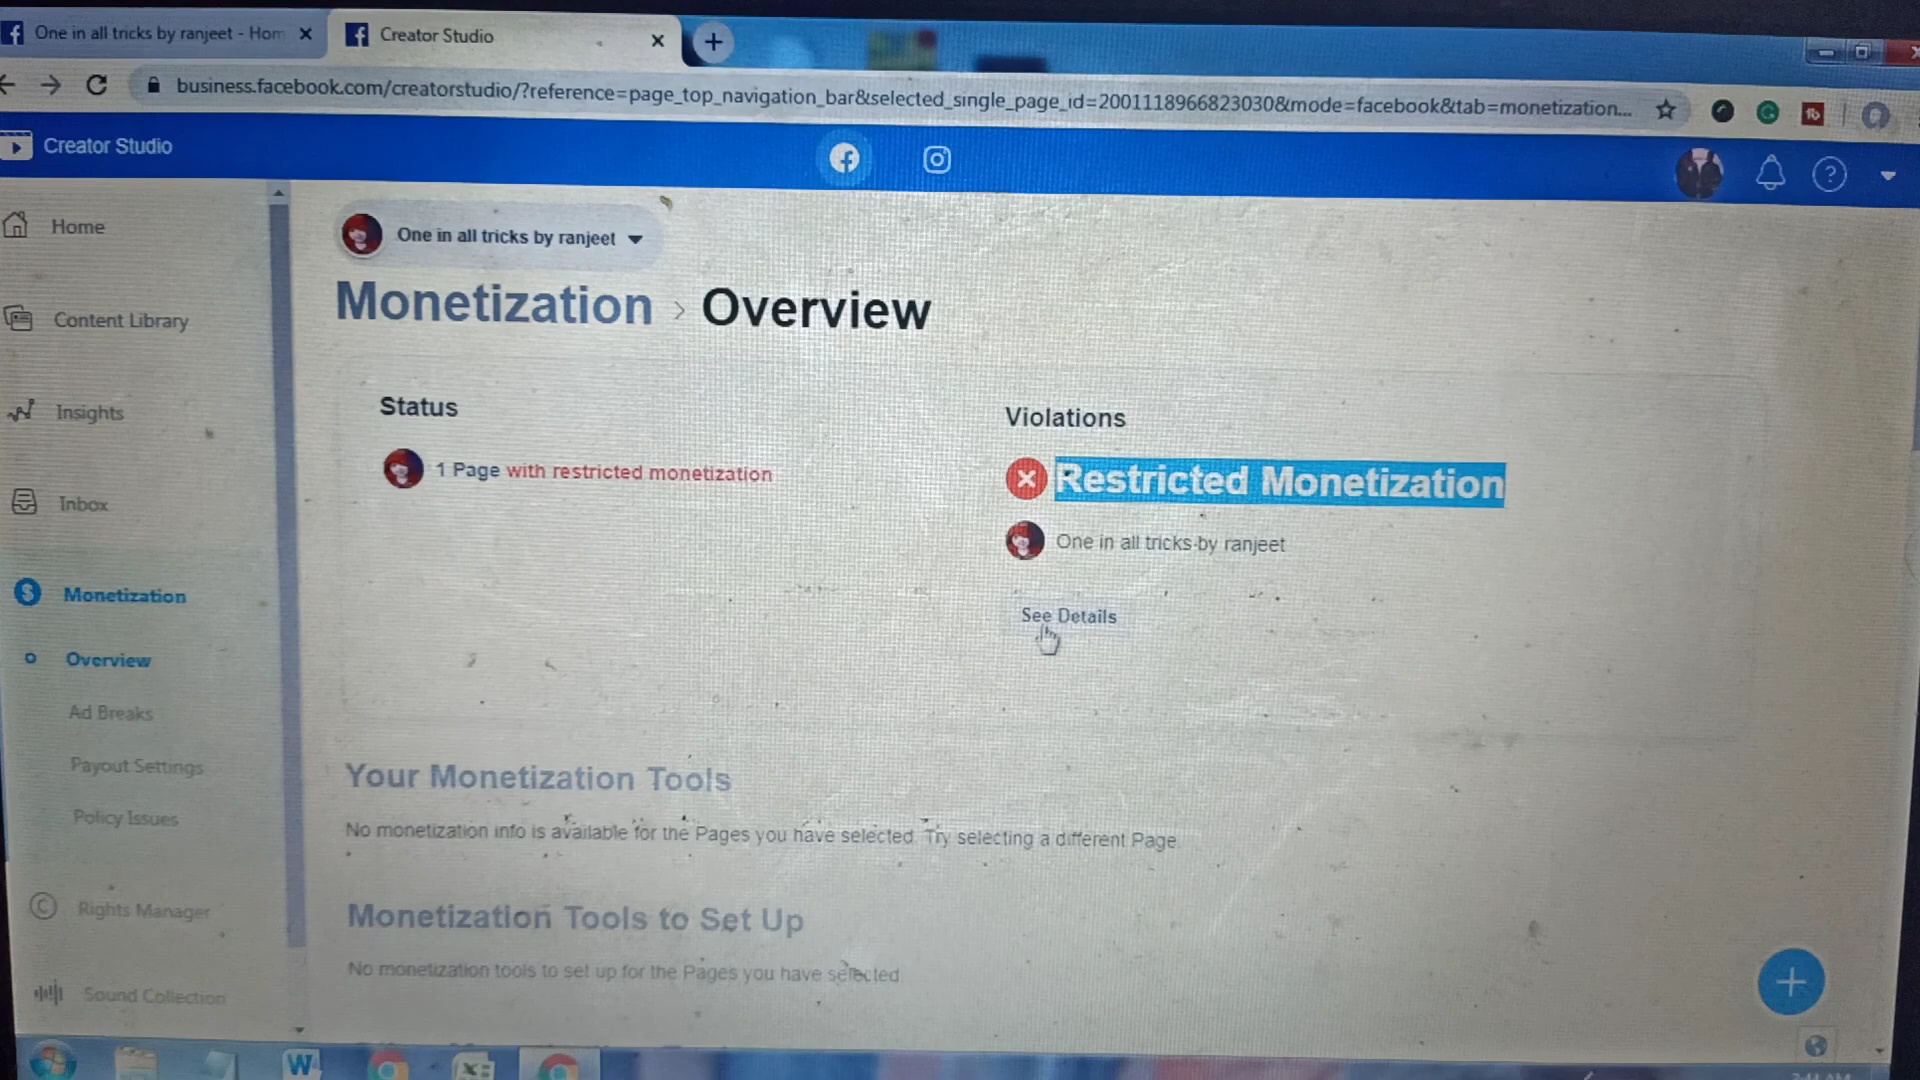 One in all tricks by ranjeet - Hom
Creator Studio
business.facebook.com/creatorstudio/?reference=page_top_navigation_bar&selected_single_page_id=2001118966823030&mode=facebook&tab=monetization...
Creator Studio
Home
Content Library
Insights
Inbox
Monetization
Overview
Ad Breaks
Payout Settings
Policy Issues
Rights Manager
Sound Collection
One in all tricks by ranjeet
Monetization > Overview
Status
1 Page with restricted monetization
Violations
Restricted Monetization
One in all tricks by ranjeet
See Details
Your Monetization Tools
No monetization info is available for the Pages you have selected. Try selecting a different Page.
Monetization Tools to Set Up
No monetization tools to set up for the Pages you have selected.